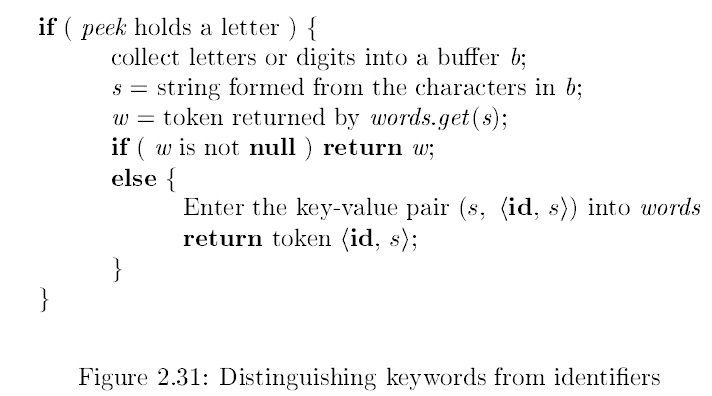 if ( peek holds a letter ) {
collect letters or digits into a buffer b;
s = string formed from the characters in b;
w = token returned by words.get(s);
if ( w is not null ) return w;
else {
Enter the key-value pair (s, ⟨id, s⟩) into words
return token ⟨id, s⟩;
}
}
Figure 2.31: Distinguishing keywords from identifiers